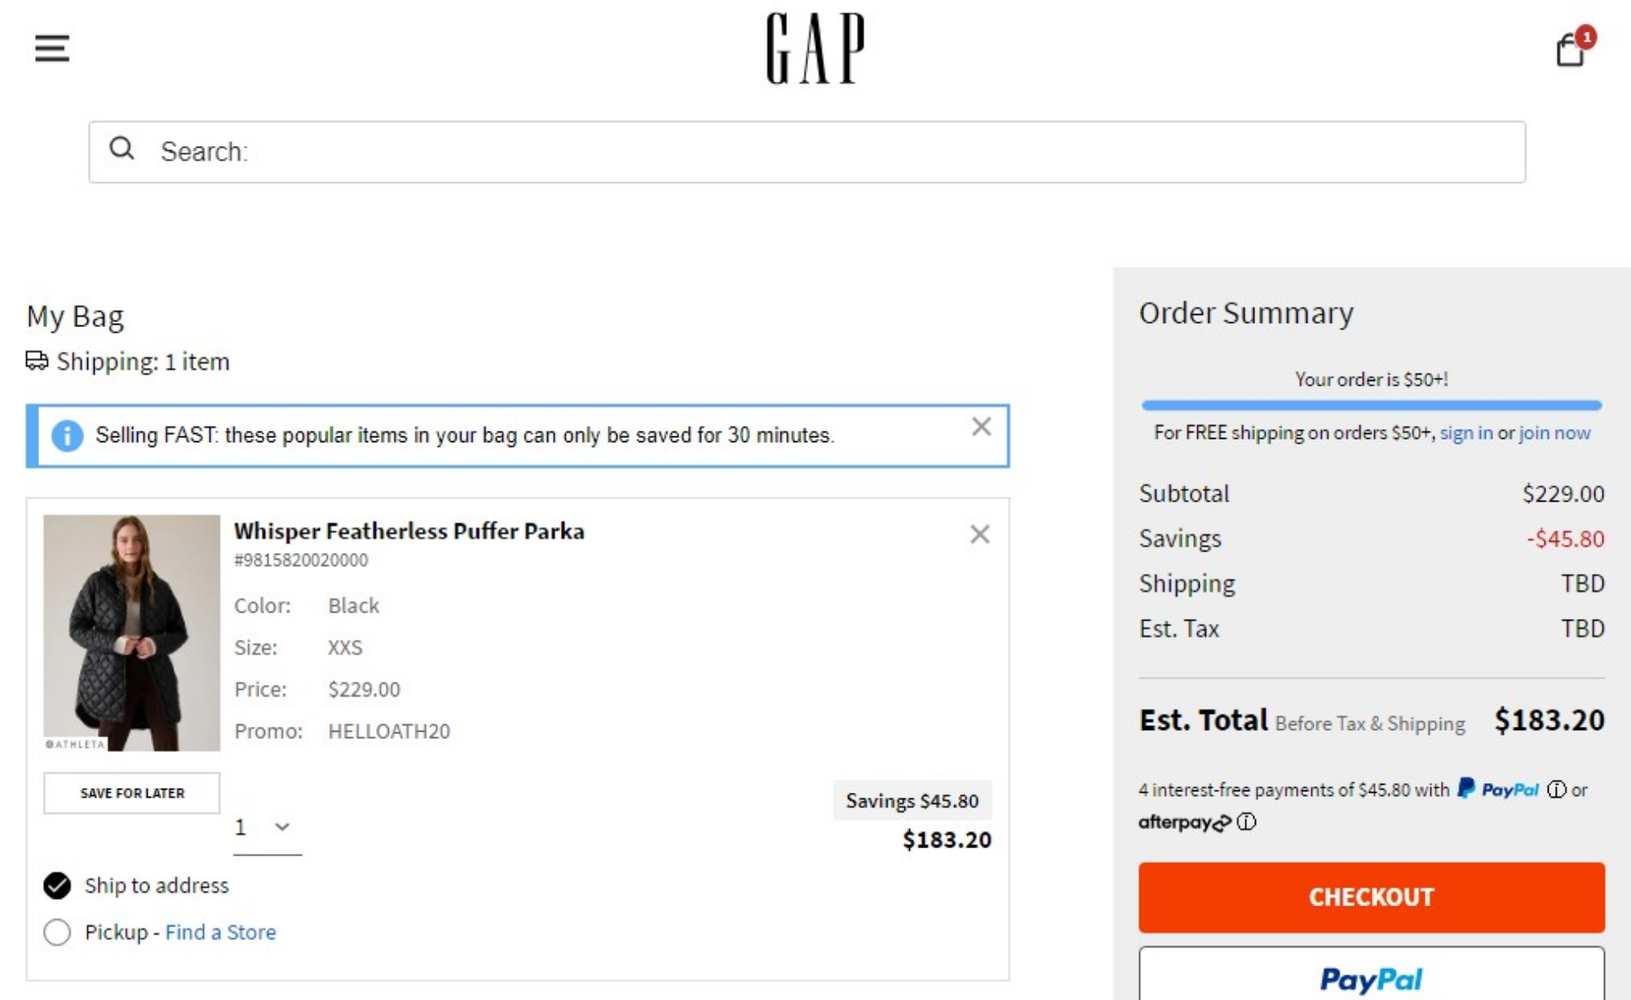 GAP
1
Search:
My Bag
Shipping: 1 item
Selling FAST: these popular items in your bag can only be saved for 30 minutes.
Whisper Featherless Puffer Parka
#9815820020000
Color: Black
Size: XXS
Price: $229.00
Promo: HELLOATH20
@ATHLETA
SAVE FOR LATER
1
Savings $45.80
$183.20
Ship to address
Pickup - Find a Store
Order Summary
Your order is $50+!
For FREE shipping on orders $50+, sign in or join now
Subtotal $229.00
Savings -$45.80
Shipping TBD
Est. Tax TBD
Est. Total Before Tax & Shipping $183.20
4 interest-free payments of $45.80 with PayPal or
afterpay
CHECKOUT
PayPal